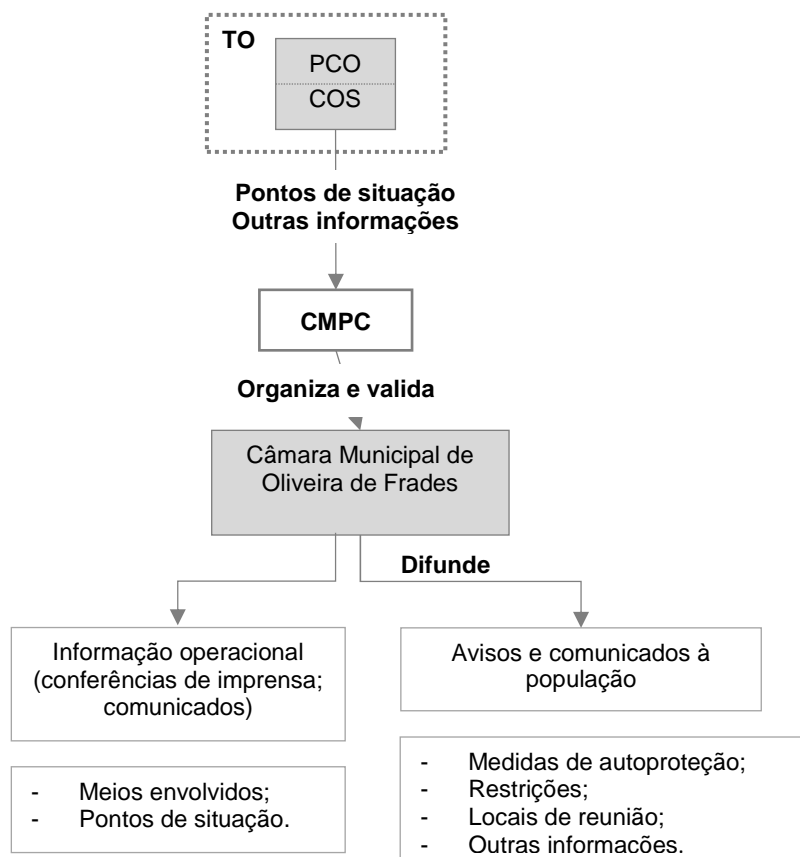 TO
PCO
COS
Pontos de situação
Outras informações
CMPC
Organiza e valida
Câmara Municipal de
Oliveira de Frades
Difunde
Informação operacional
(conferências de imprensa;
comunicados)
- Meios envolvidos;
- Pontos de situação.
Avisos e comunicados à
população
- Medidas de autoproteção;
- Restrições;
- Locais de reunião;
- Outras informações.